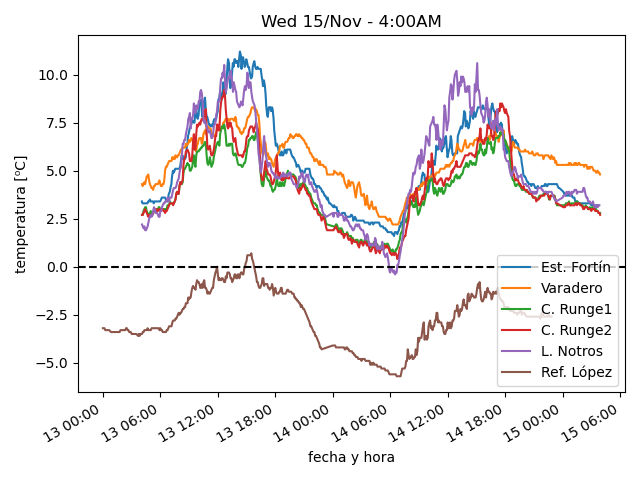 Wed 15/Nov - 4:00AM
temperatura [ºC]
10.0
7.5
5.0
2.5
0.0
−2.5
−5.0
Est. Fortín
Varadero
C. Runge1
C. Runge2
L. Notros
Ref. López
13 00:00
13 06:00
13 12:00
13 18:00
14 00:00
14 06:00
14 12:00
14 18:00
15 00:00
15 06:00
fecha y hora